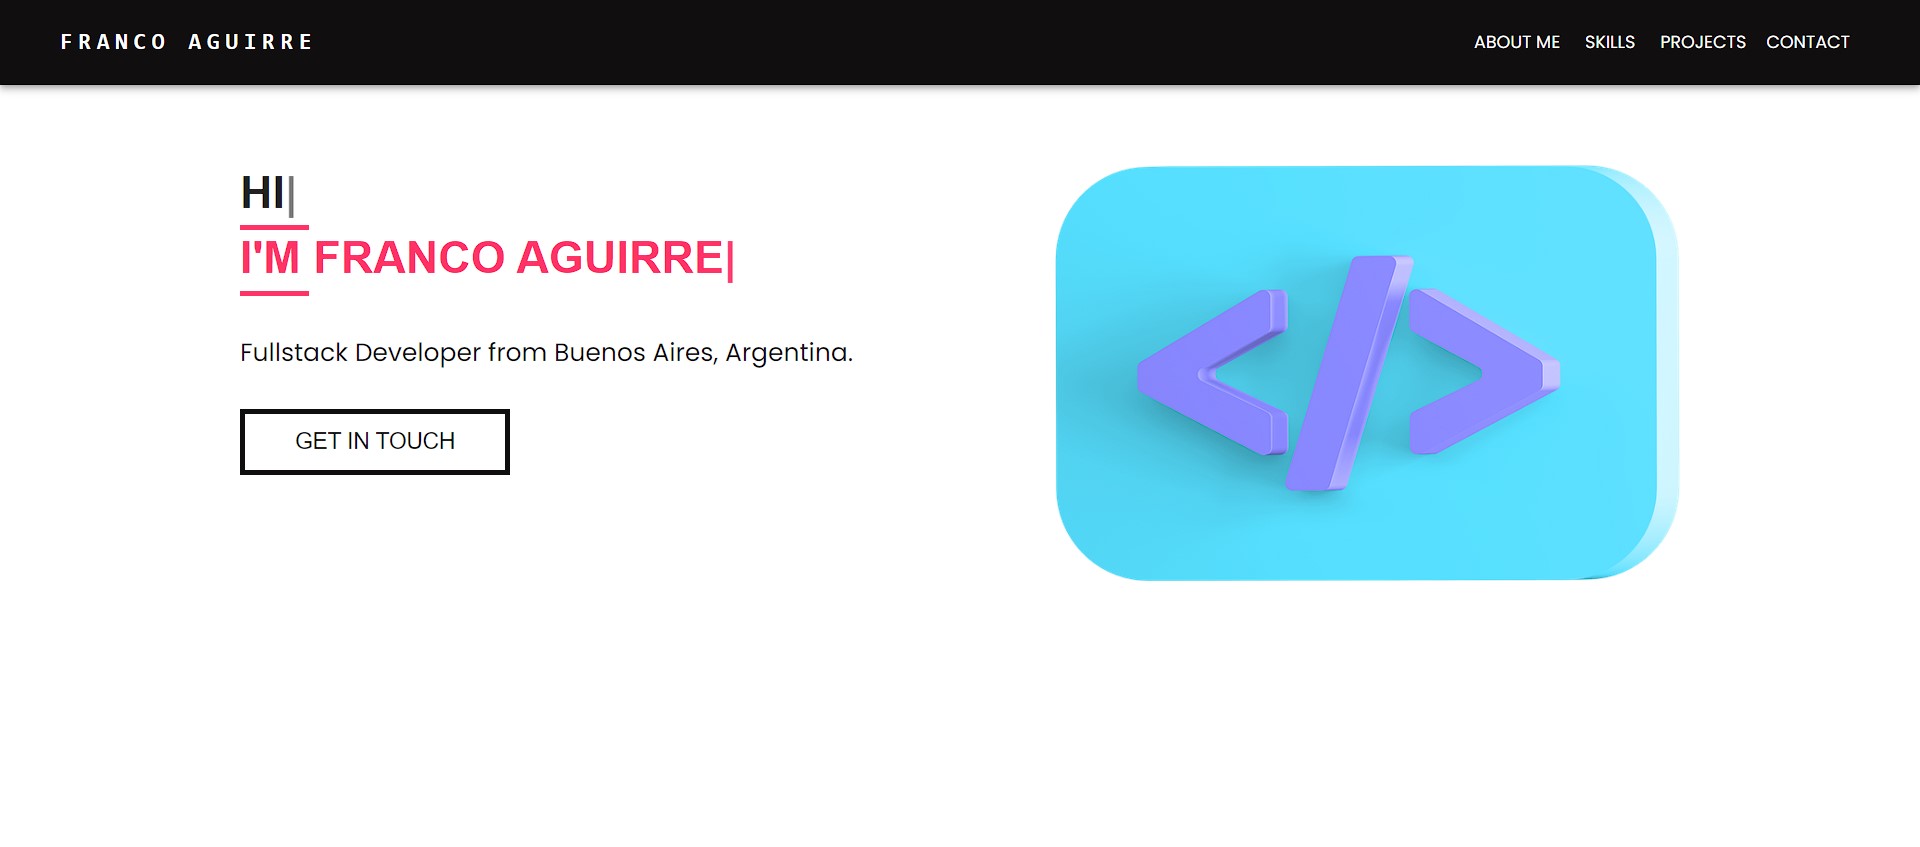 FRANCO AGUIRRE
ABOUT ME SKILLS PROJECTS CONTACT
HI|
I'M FRANCO AGUIRRE|
Fullstack Developer from Buenos Aires, Argentina.
GET IN TOUCH
</>